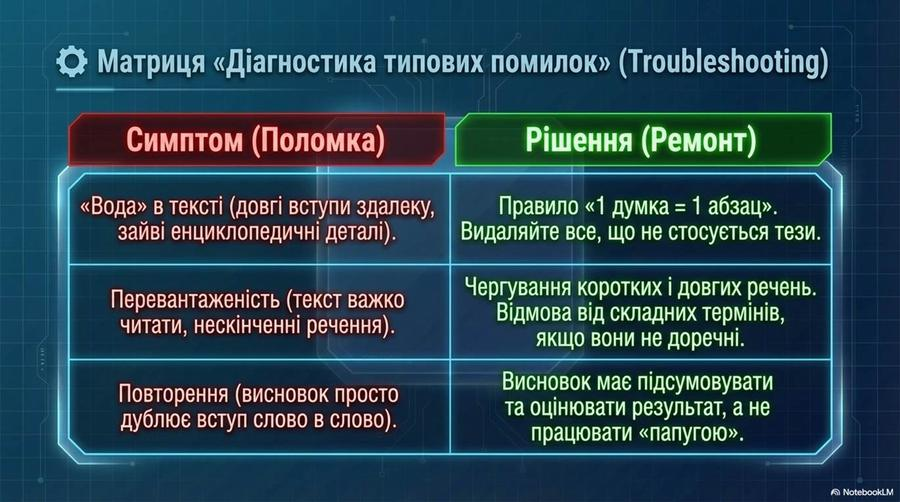 Матриця «Діагностика типових помилок» (Troubleshooting)
Симптом (Поломка)
Рішення (Ремонт)
«Вода» в тексті (довгі вступи здалеку,
зайві енциклопедичні деталі).
Правило «1 думка = 1 абзац».
Видаляйте все, що не стосується тези.
Перевантаженість (текст важко
читати, нескінченні речення).
Чергування коротких і довгих речень.
Відмова від складних термінів,
якщо вони не доречні.
Повторення (висновок просто
дублює вступ слово в слово).
Висновок має підсумовувати
та оцінювати результат, а не
працювати «папугою».
NotebookLM